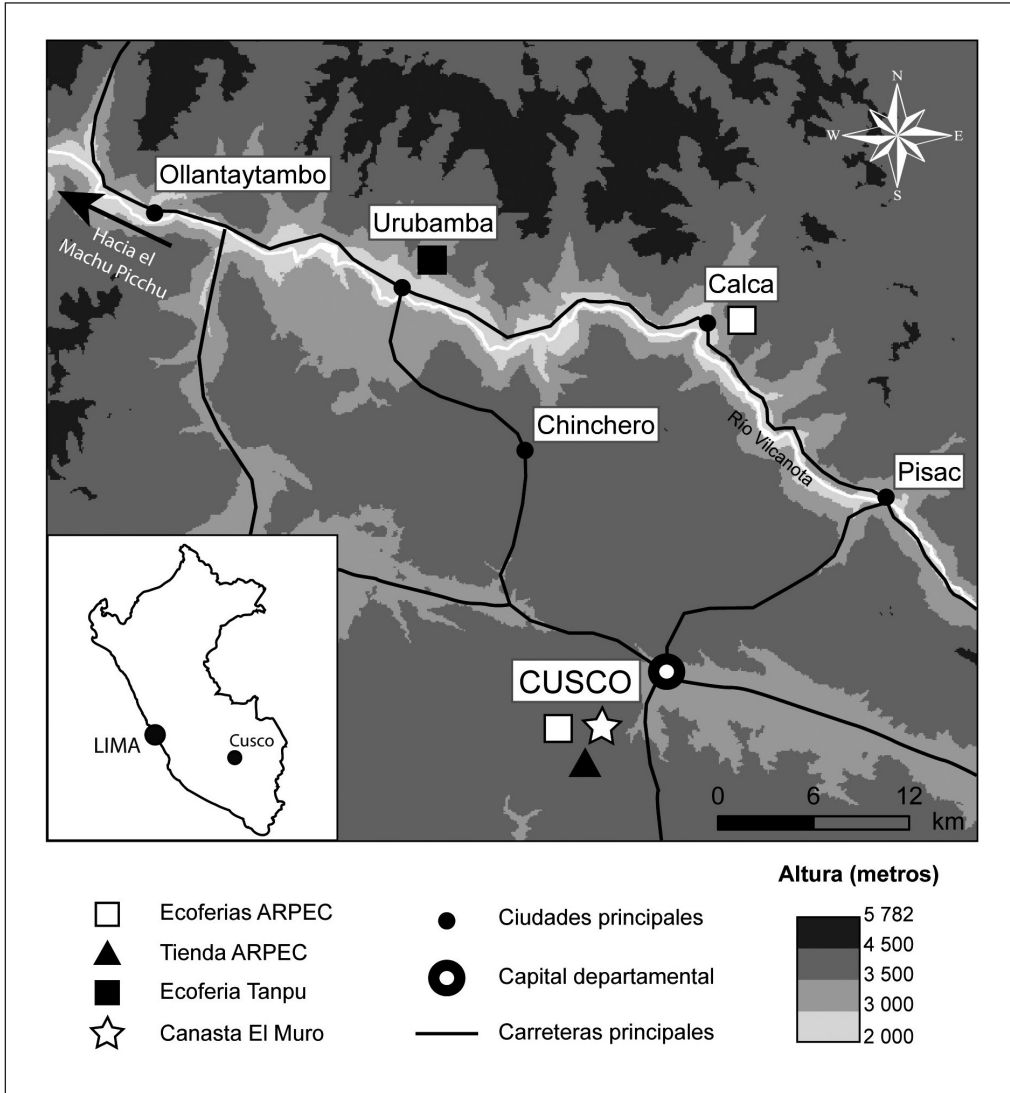 N
W
E
S
Ollantaytambo
Hacia el
Machu Picchu
Urubamba
Calca
Chinchero
Río Vilcanota
Pisac
CUSCO
LIMA
Cusco
0 6 12
km
Altura (metros)
Ecoferias ARPEC
Tienda ARPEC
Ecoferia Tanpu
Canasta El Muro
Ciudades principales
Capital departamental
Carreteras principales
5 782
4 500
3 500
3 000
2 000